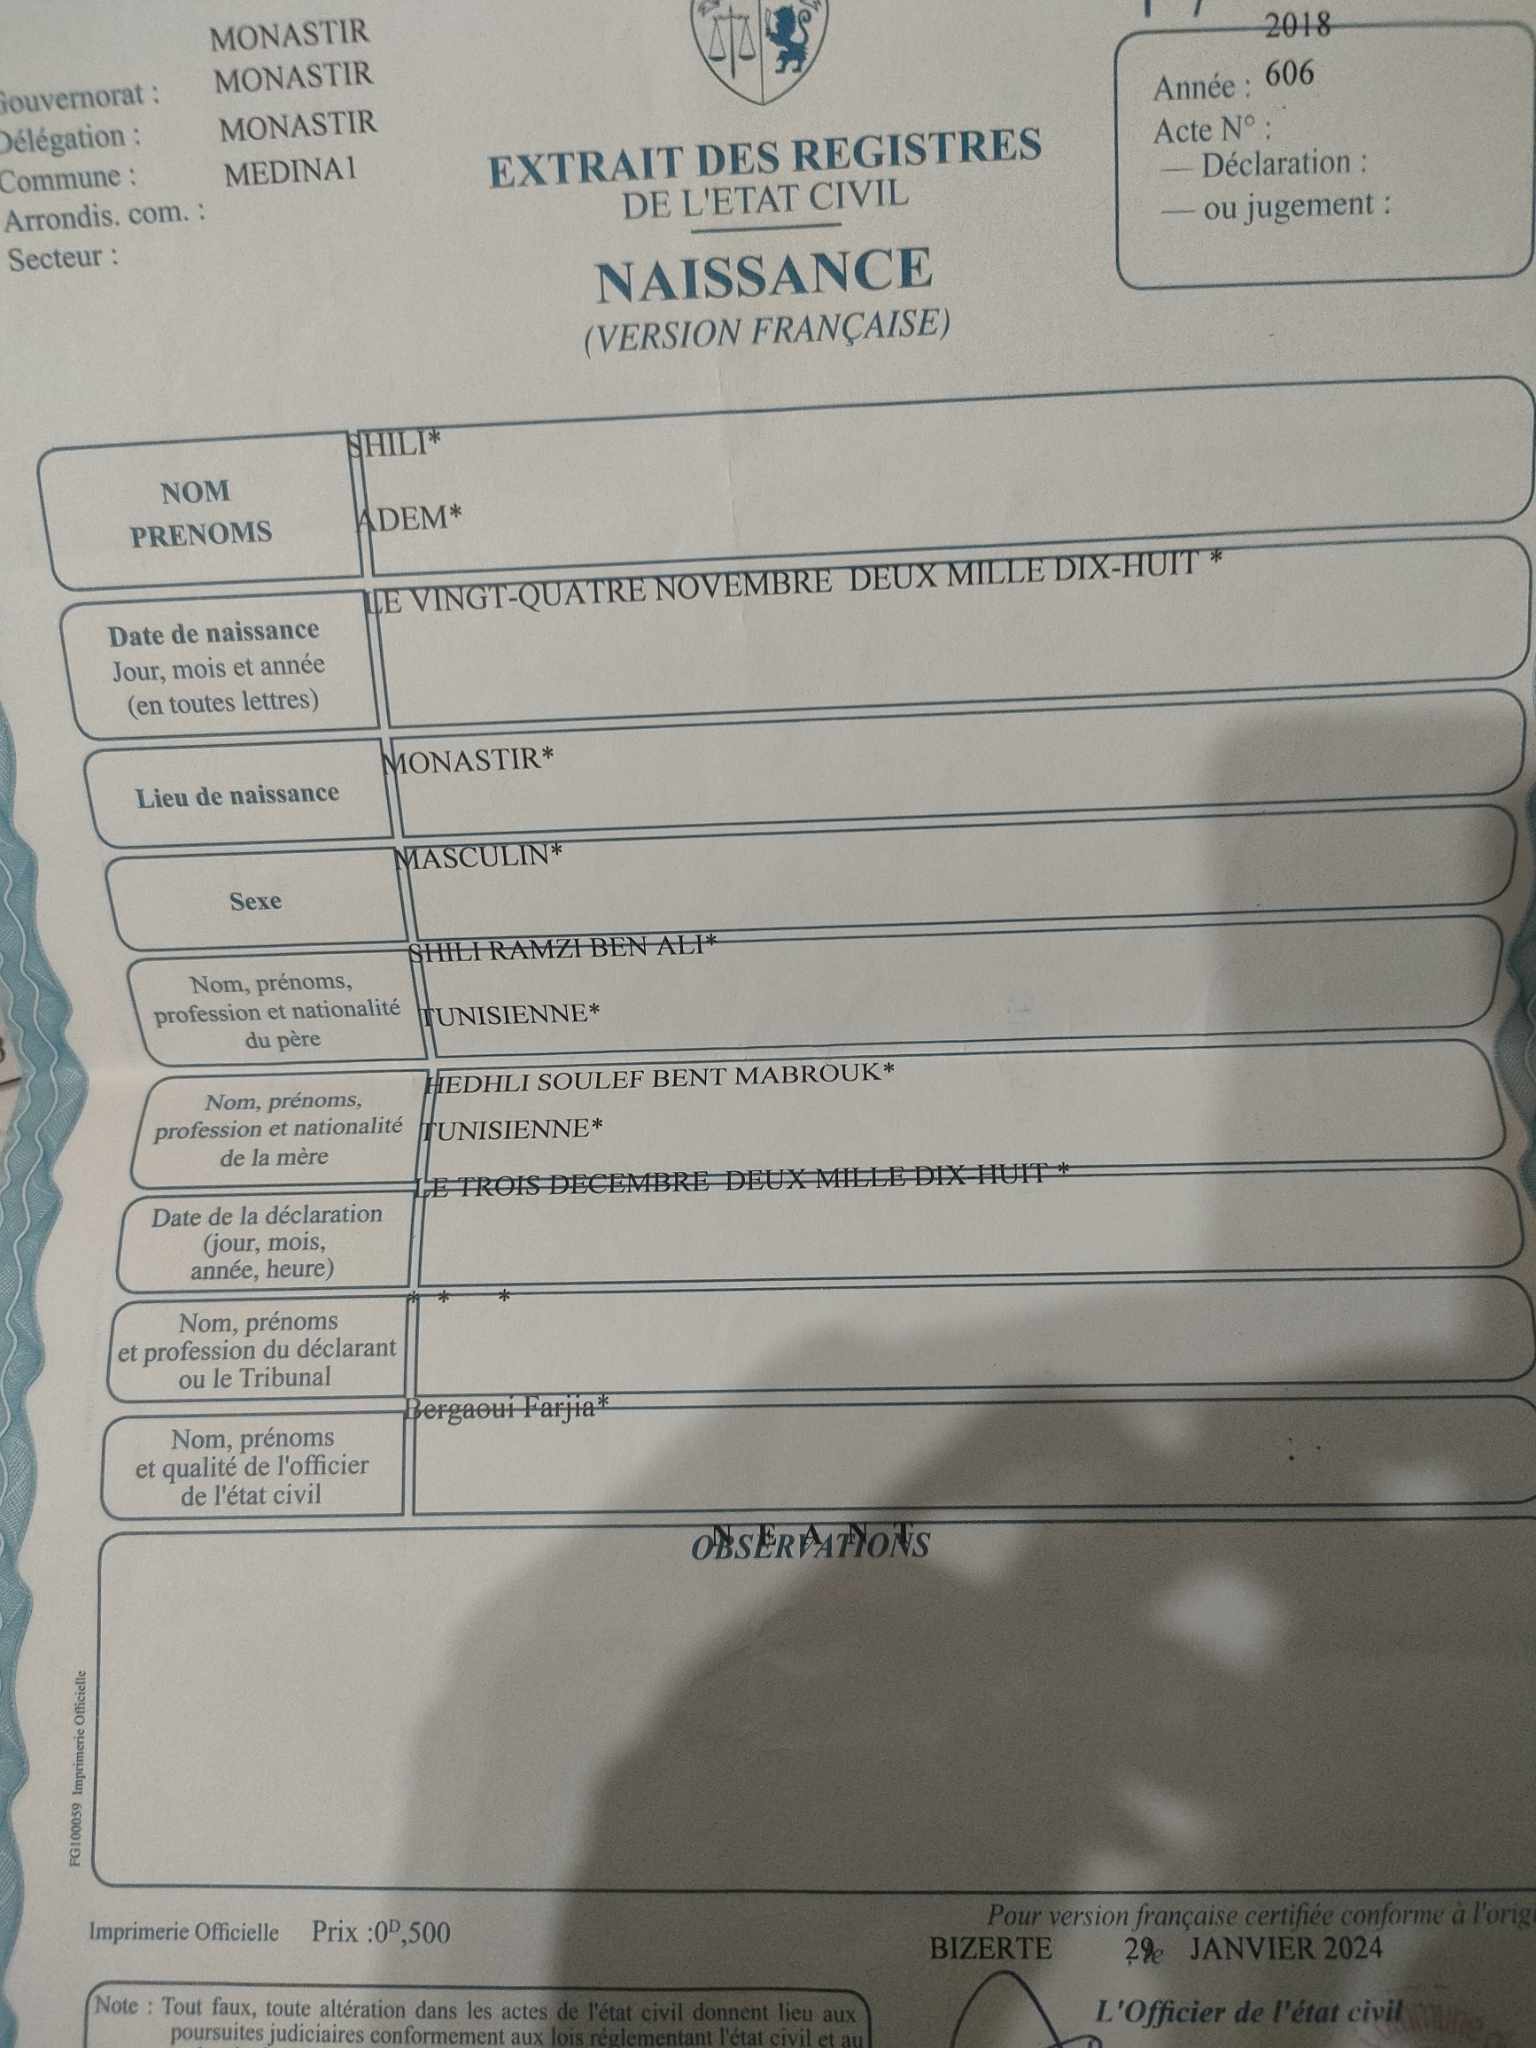 MONASTIR
Gouvernorat : MONASTIR
Délégation : MONASTIR
Commune : MEDINA1
Arrondis. com. :
Secteur :
EXTRAIT DES REGISTRES
DE L'ETAT CIVIL
NAISSANCE
(VERSION FRANÇAISE)
2018
Année : 606
Acte N° :
— Déclaration :
— ou jugement :
NOM
PRENOMS
SHILI*
ADEM*
Date de naissance
Jour, mois et année
(en toutes lettres)
LE VINGT-QUATRE NOVEMBRE DEUX MILLE DIX-HUIT *
Lieu de naissance
MONASTIR*
Sexe
MASCULIN*
Nom, prénoms,
profession et nationalité
du père
SHILI RAMZI BEN ALI*
TUNISIENNE*
Nom, prénoms,
profession et nationalité
de la mère
HEDHLI SOULEF BENT MABROUK*
TUNISIENNE*
Date de la déclaration
(jour, mois,
année, heure)
LE TROIS DECEMBRE DEUX MILLE DIX-HUIT *
Nom, prénoms
et profession du déclarant
ou le Tribunal
* * *
Nom, prénoms
et qualité de l'officier
de l'état civil
Bergaoui Farjia*
N E A N T
OBSERVATIONS
FG100059 Imprimerie Officielle
Imprimerie Officielle Prix :0ᴰ,500
Pour version française certifiée conforme à l'origi
BIZERTE 29 le JANVIER 2024
L'Officier de l'état civil
Note : Tout faux, toute altération dans les actes de l'état civil donnent lieu aux
poursuites judiciaires conformement aux lois réglementant l'état civil et au